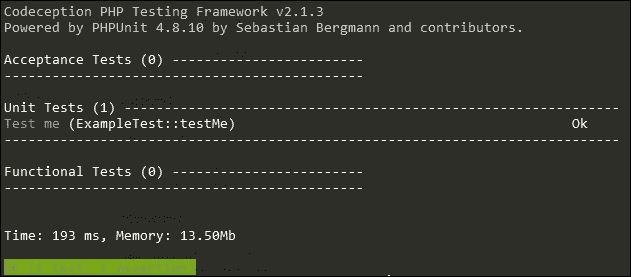 Codeception PHP Testing Framework v2.1.3
Powered by PHPUnit 4.8.10 by Sebastian Bergmann and contributors.
Acceptance Tests (0) ------------------------
---------------------------------------------
Unit Tests (1) --------------------------------------------------------------
Test me (ExampleTest::testMe) Ok
-----------------------------------------------------------------------------
Functional Tests (0) ------------------------
---------------------------------------------
Time: 193 ms, Memory: 13.50Mb